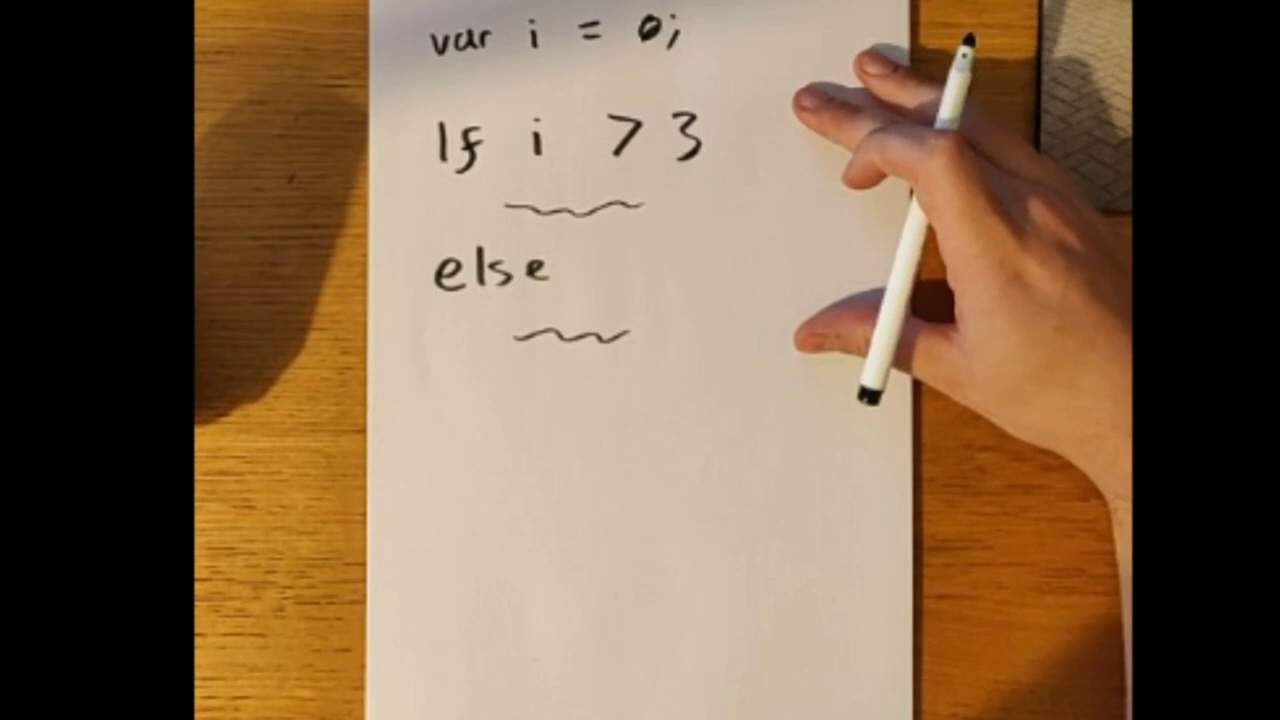 var i = 0;
If i > 3
else